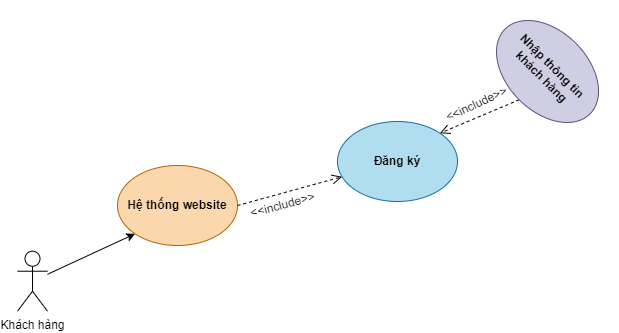 Nhập thông tin
khách hàng
<<include>>
Đăng ký
Hệ thống website
<<include>>
Khách hàng